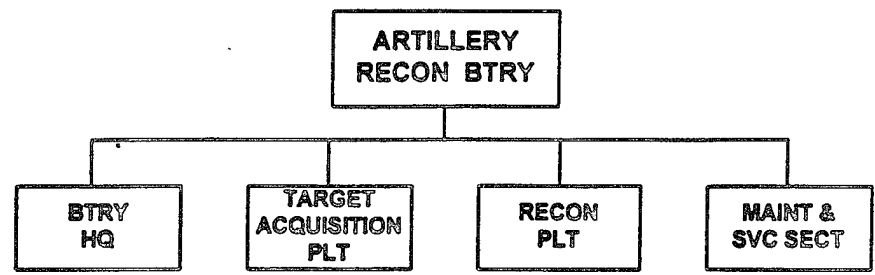 ARTILLERY
RECON BTRY
BTRY
HQ
TARGET
ACQUISITION
PLT
RECON
PLT
MAINT &
SVC SECT